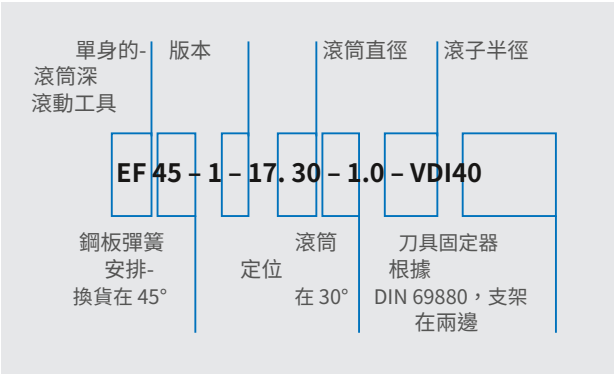 單身的- 版本 滾筒直徑 滾子半徑
滾筒深
滾動工具
EF 45 – 1 – 17. 30 – 1.0 – VDI40
鋼板彈簧 滾筒 刀具固定器
安排- 定位 根據
換貨在 45° 在 30° DIN 69880，支架
在兩邊